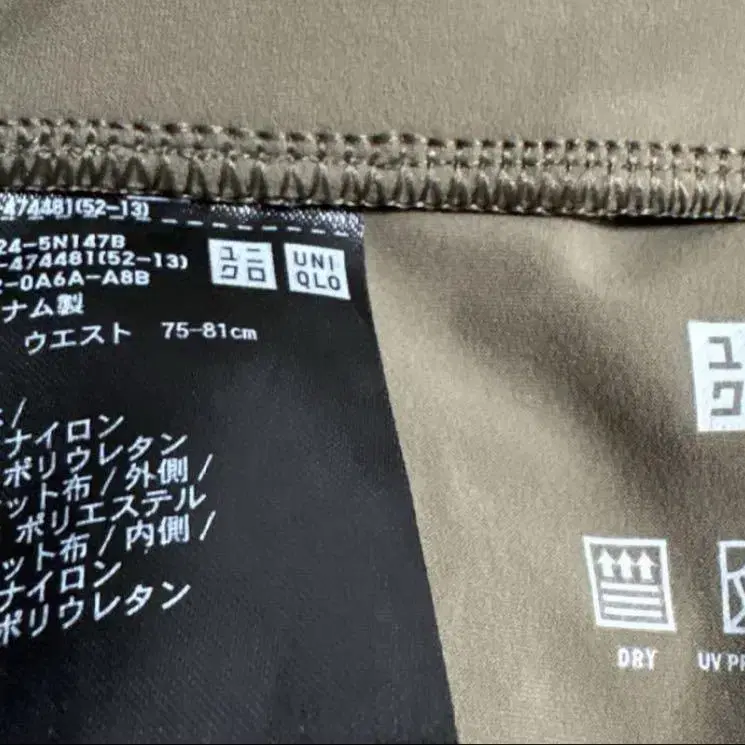 -474481(52-13)
24-5N147B
-474481(52-13)
2-0A6A-A8B
ナム製
ウエスト 75-81cm
ユニ
クロ
UNI
QLO
/
ナイロン
ポリウレタン
ット布/外側/
ポリエステル
ット布/内側/
ナイロン
ポリウレタン
ユ
ク
DRY
UV PR